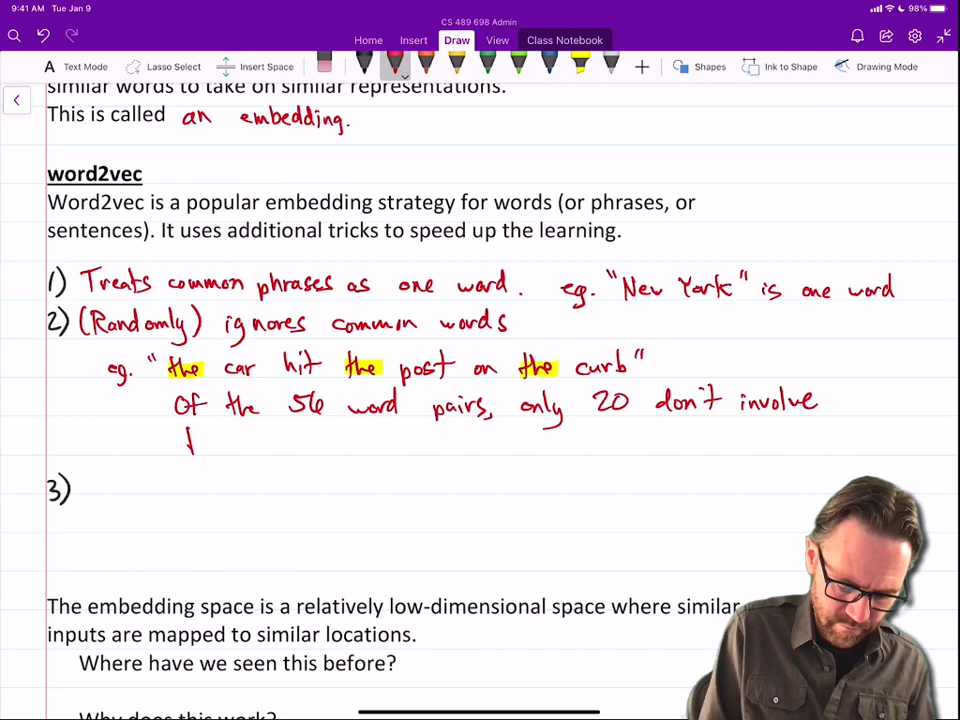 9:41 AM Tue Jan 9
98%
CS 489 698 Admin
Home Insert Draw View Class Notebook
A Text Mode Lasso Select Insert Space Shapes Ink to Shape Drawing Mode
similar words to take on similar representations.
This is called an embedding.
word2vec
Word2vec is a popular embedding strategy for words (or phrases, or
sentences). It uses additional tricks to speed up the learning.
1) Treats common phrases as one word. eg. "New York" is one word
2) (Randomly) ignores common words
eg. "the car hit the post on the curb"
Of the 56 word pairs, only 20 don't involve
3)
The embedding space is a relatively low-dimensional space where similar
inputs are mapped to similar locations.
Where have we seen this before?
Why does this work?